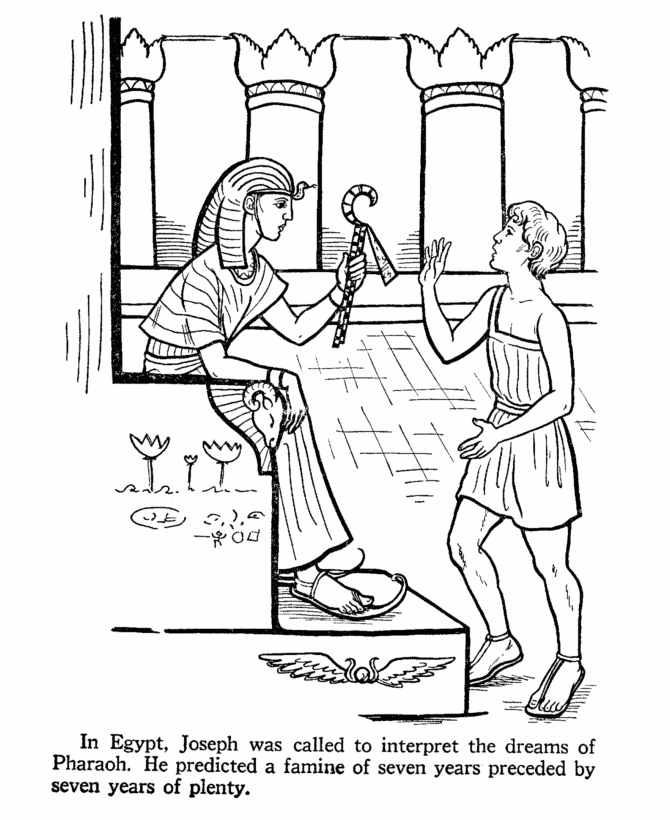 In Egypt, Joseph was called to interpret the dreams of
Pharaoh. He predicted a famine of seven years preceded by
seven years of plenty.